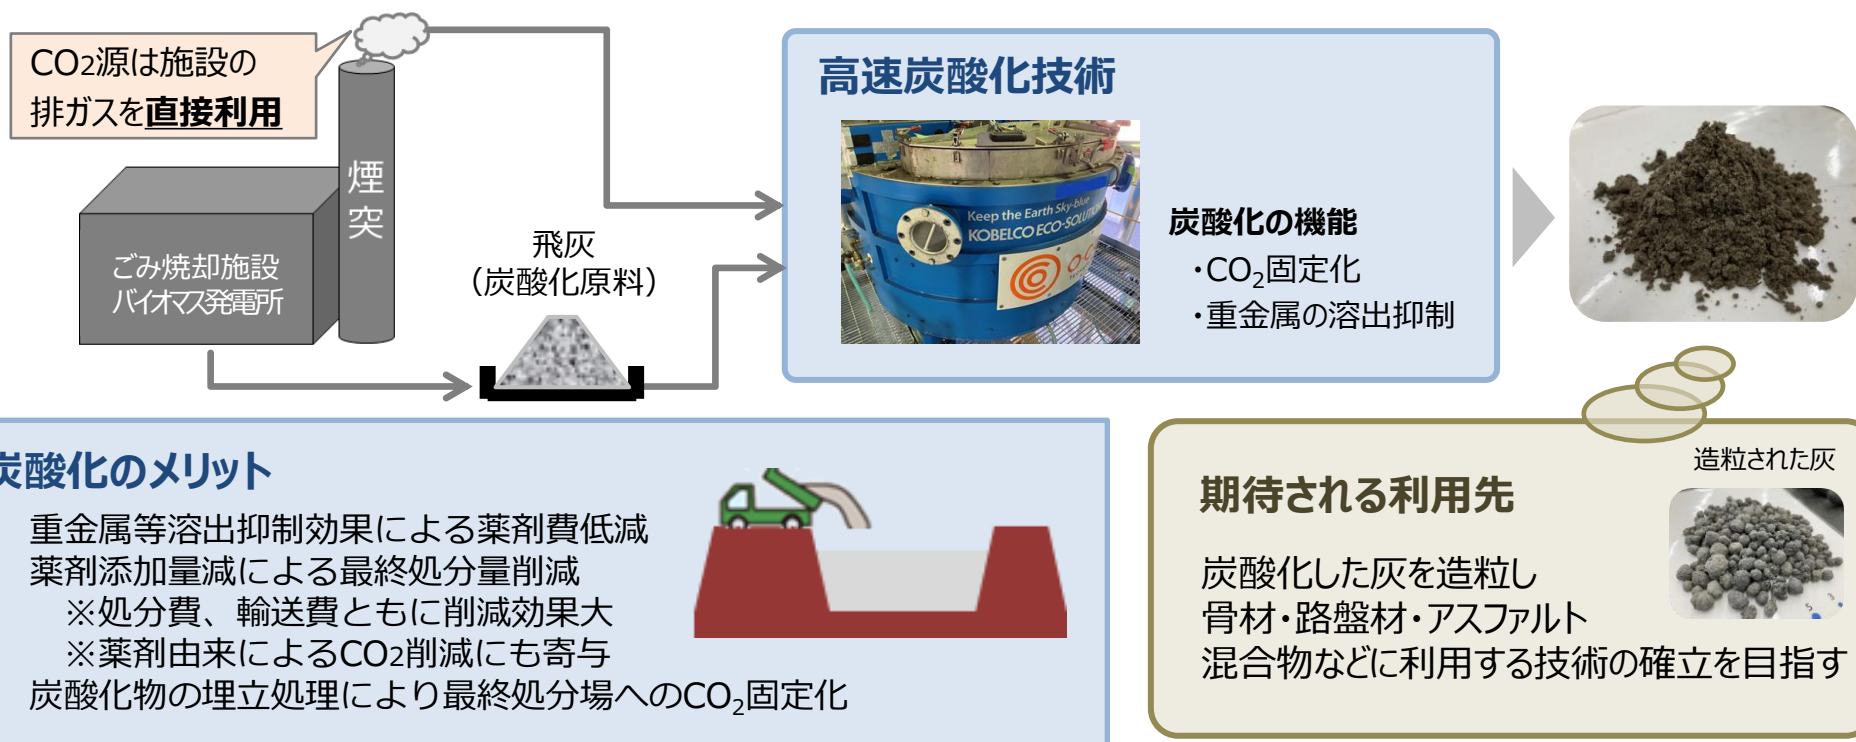 CO2源は施設の
排ガスを直接利用
煙突
ごみ焼却施設
バイオマス発電所
飛灰
（炭酸化原料）
高速炭酸化技術
Keep the Earth Sky-blue
KOBELCO ECO-SOLUTIONS
炭酸化の機能
・CO₂固定化
・重金属の溶出抑制
炭酸化のメリット
重金属等溶出抑制効果による薬剤費低減
薬剤添加量減による最終処分量削減
※処分費、輸送費ともに削減効果大
※薬剤由来によるCO2削減にも寄与
炭酸化物の埋立処理により最終処分場へのCO₂固定化
造粒された灰
期待される利用先
炭酸化した灰を造粒し
骨材・路盤材・アスファルト
混合物などに利用する技術の確立を目指す